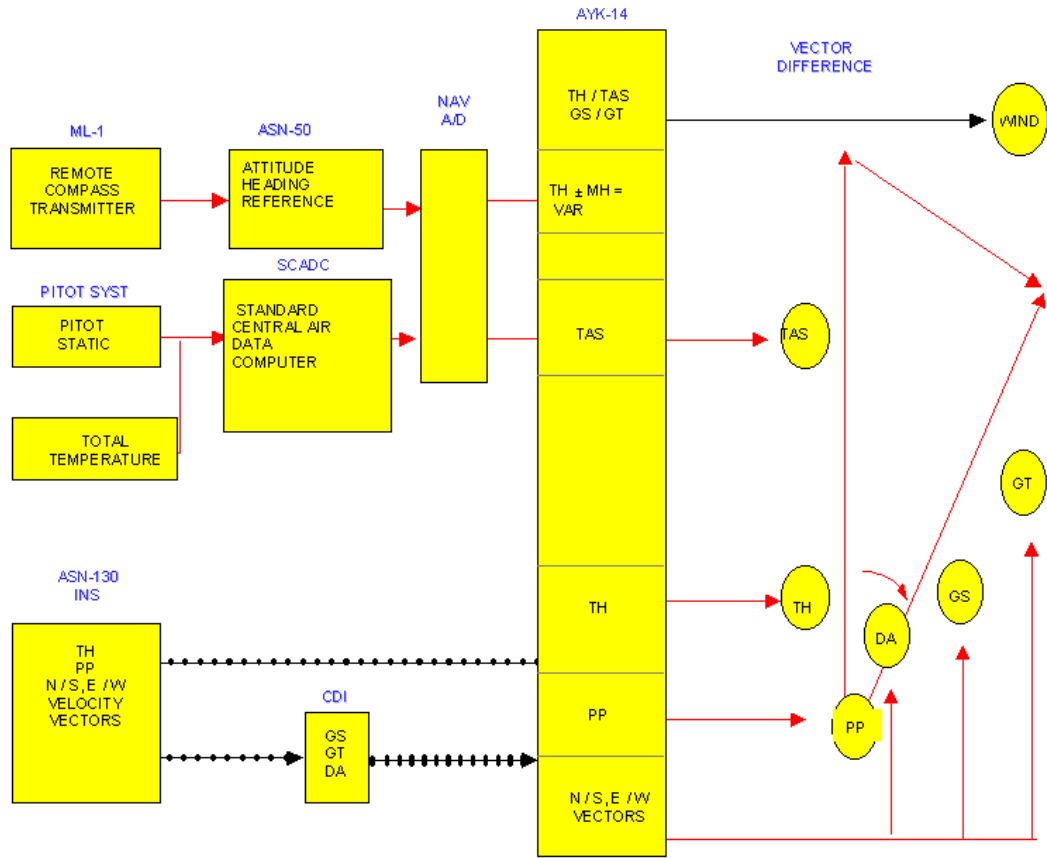 AYK-14
VECTOR
DIFFERENCE
TH / TAS
GS / GT
WIND
NAV
A/D
ML-1
ASN-50
REMOTE
COMPASS
TRANSMITTER
ATTITUDE
HEADING
REFERENCE
TH ± MH =
VAR
SCADC
PITOT SYST
PITOT
STATIC
STANDARD
CENTRAL AIR
DATA
COMPUTER
TAS
TAS
TOTAL
TEMPERATURE
GT
ASN-130
INS
TH
PP
N / S, E / W
VELOCITY
VECTORS
TH
TH
GS
DA
CDI
GS
GT
DA
PP
PP
N / S, E / W
VECTORS